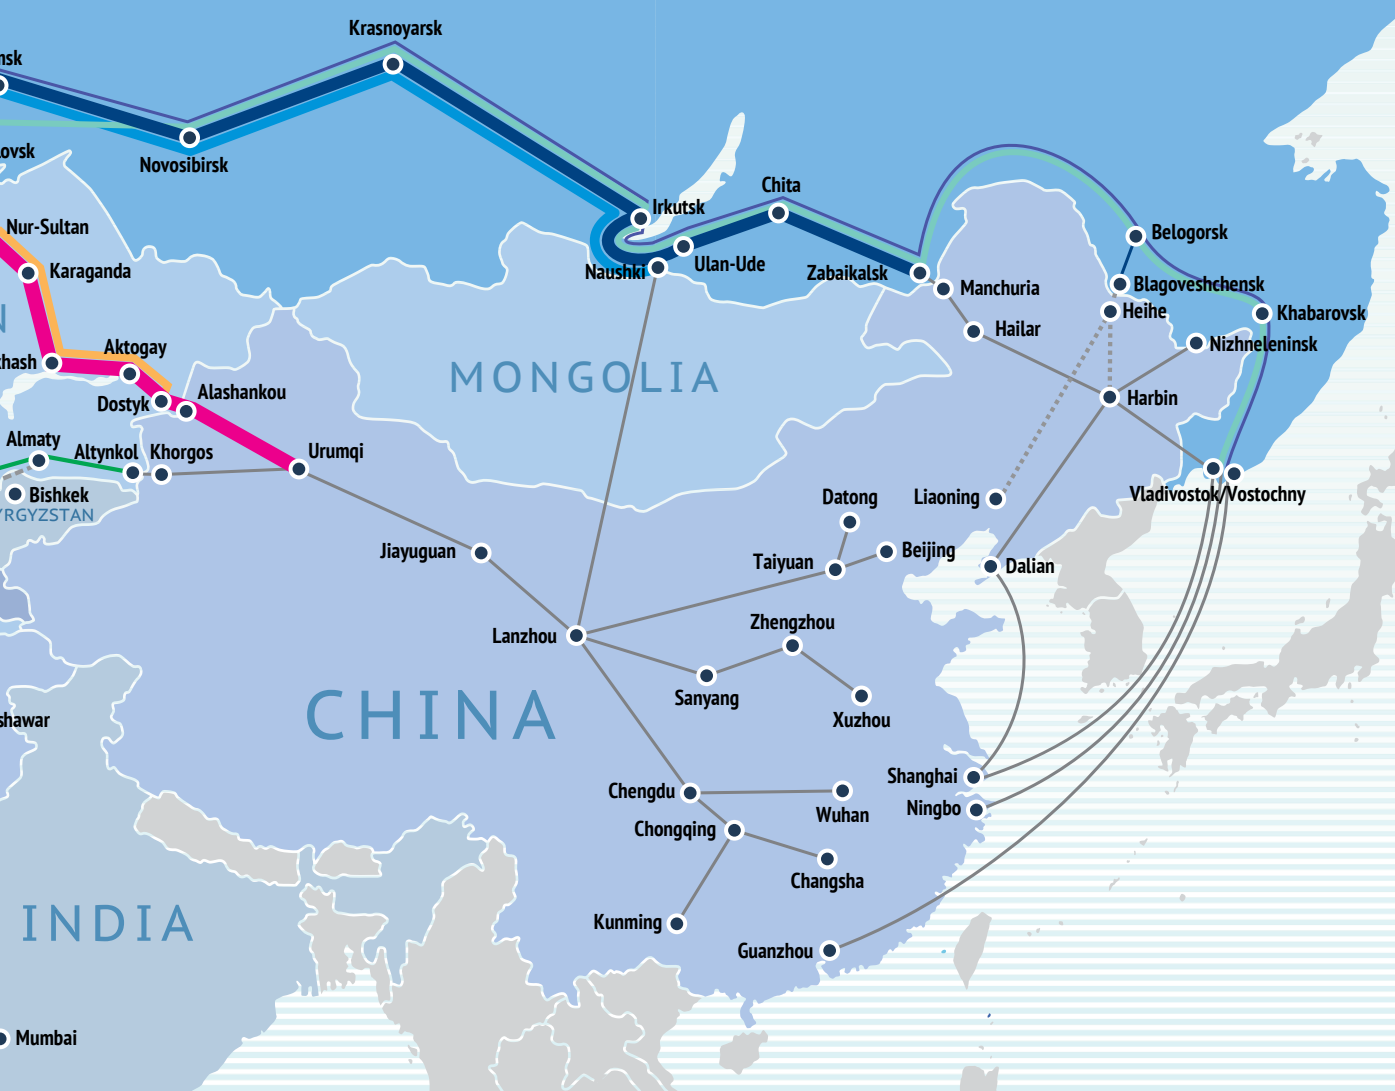 Krasnoyarsk
nsk
Novosibirsk
ovsk
Chita
Irkutsk
Nur-Sultan
Belogorsk
Karaganda
Naushki
Ulan-Ude
Zabaikalsk
Manchuria
Blagoveshchensk
Heihe
Khabarovsk
N
Hailar
Nizhneleninsk
Aktogay
hash
MONGOLIA
Alashankou
Dostyk
Harbin
Almaty
Altynkol
Khorgos
Urumqi
Bishkek
YRGYZSTAN
Datong
Liaoning
Vladivostok/Vostochny
Jiayuguan
Taiyuan
Beijing
Dalian
Lanzhou
Zhengzhou
Sanyang
Xuzhou
CHINA
shawar
Shanghai
Chengdu
Wuhan
Ningbo
Chongqing
Changsha
INDIA
Kunming
Guanzhou
Mumbai